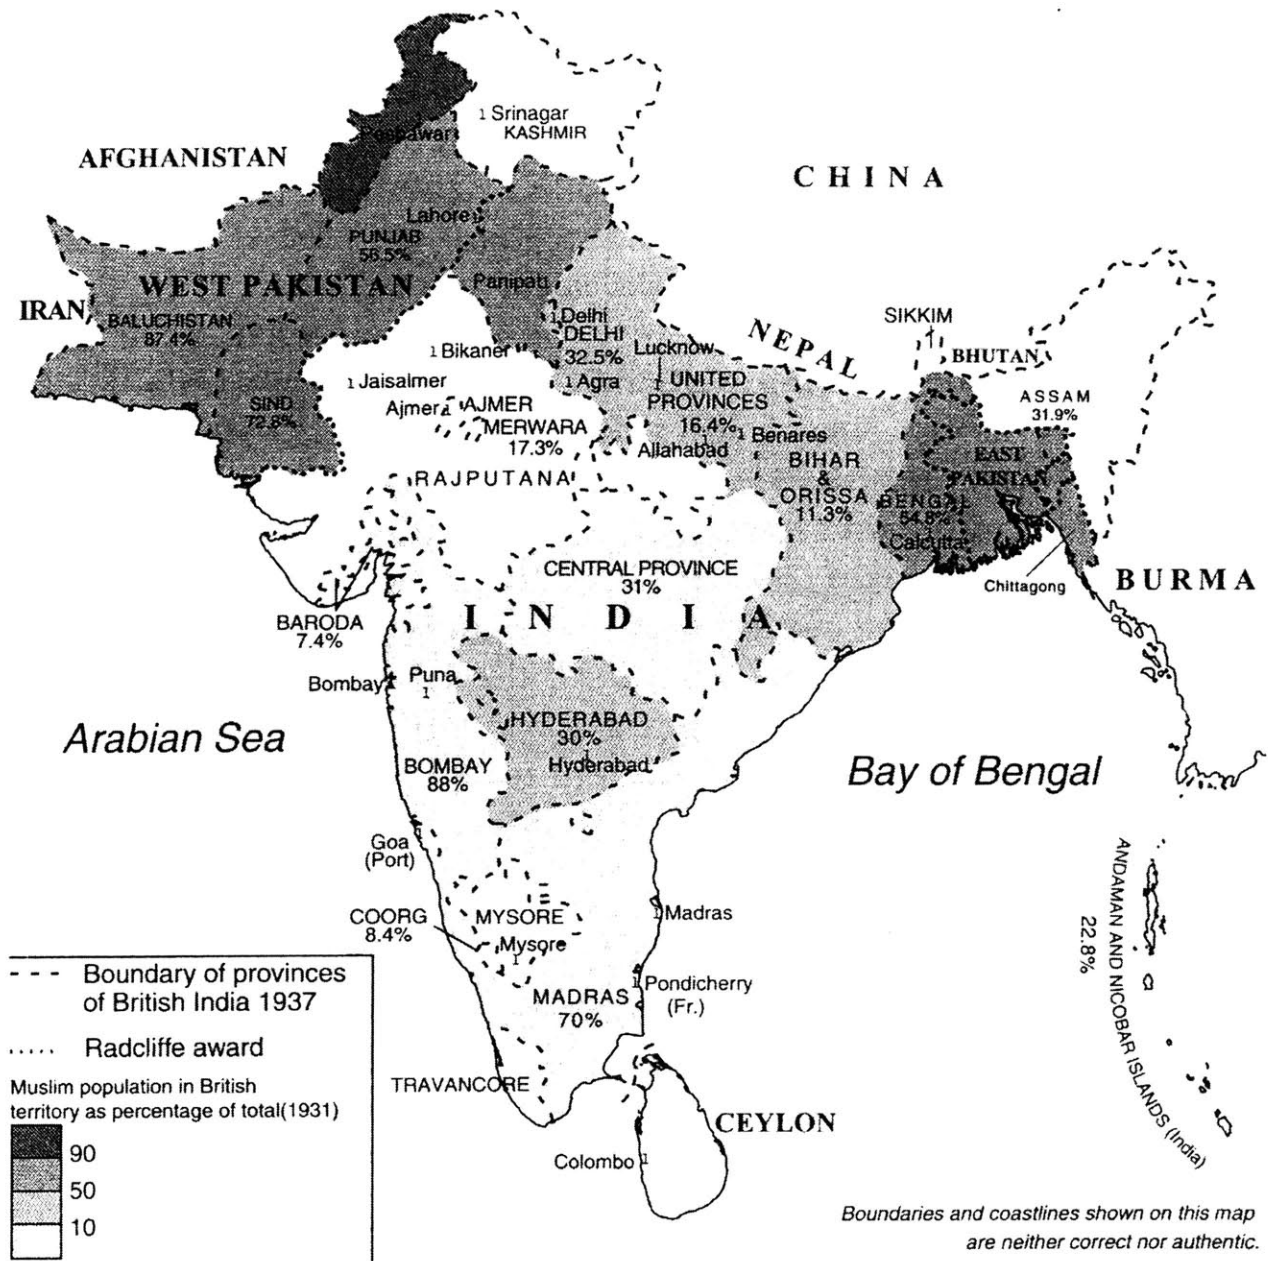 Srinagar
KASHMIR
Peshawar
AFGHANISTAN
CHINA
Lahore
PUNJAB
56.5%
WEST PAKISTAN
Panipat
IRAN
BALUCHISTAN
87.4%
Delhi
DELHI
32.5%
Lucknow
NEPAL
SIKKIM
BHUTAN
Bikaner
Jaisalmer
Agra
UNITED
PROVINCES
16.4%
ASSAM
31.9%
SIND
72.8%
Ajmer
AJMER
MERWARA
17.3%
Benares
Allahabad
BIHAR
&
ORISSA
11.3%
EAST
PAKISTAN
BENGAL
54.8%
Calcutta
RAJPUTANA
Chittagong
BURMA
CENTRAL PROVINCE
31%
INDIA
BARODA
7.4%
Bombay
Puna
Arabian Sea
HYDERABAD
30%
Hyderabad
BOMBAY
88%
Bay of Bengal
Goa
(Port)
COORG
8.4%
MYSORE
Mysore
Madras
Pondicherry
(Fr.)
MADRAS
70%
TRAVANCORE
CEYLON
Colombo
ANDAMAN AND NICOBAR ISLANDS (India)
22.8%
Boundary of provinces
of British India 1937
Radcliffe award
Muslim population in British
territory as percentage of total(1931)
90
50
10
Boundaries and coastlines shown on this map
are neither correct nor authentic.